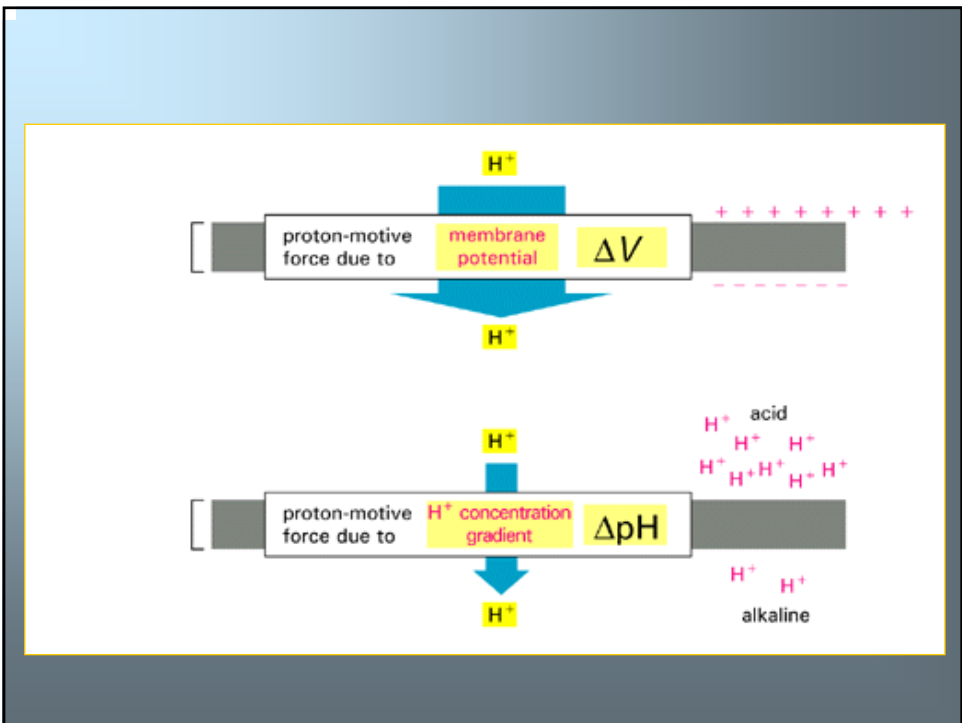 H⁺
+ + + + + + + +
proton-motive
force due to
membrane
potential
ΔV
– – – – – – – –
H⁺
acid
H⁺
H⁺
H⁺ H⁺
H⁺ H⁺ H⁺ H⁺ H⁺
proton-motive
force due to
H⁺ concentration
gradient
ΔpH
H⁺ H⁺
H⁺
alkaline